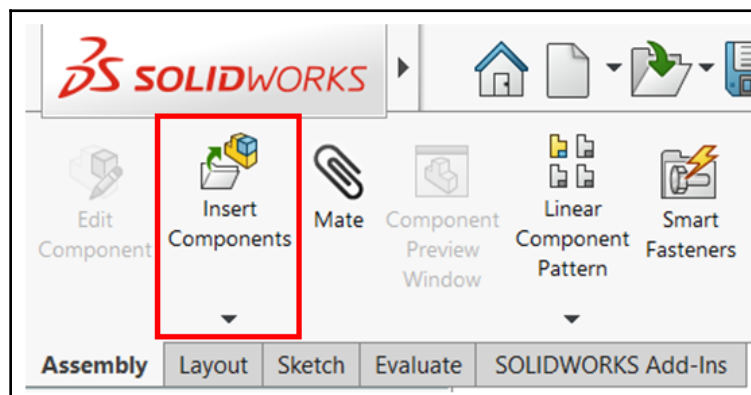 SOLIDWORKS
Edit
Component
Insert
Components
Mate
Component
Preview
Window
Linear
Component
Pattern
Smart
Fasteners
Assembly
Layout
Sketch
Evaluate
SOLIDWORKS Add-Ins